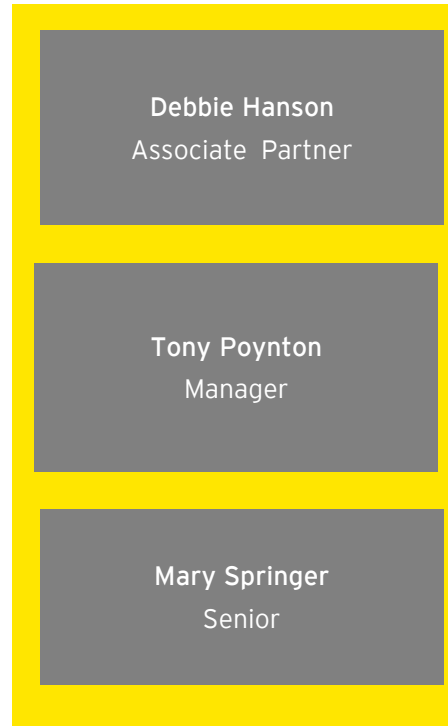 Debbie Hanson
Associate Partner
Tony Poynton
Manager
Mary Springer
Senior